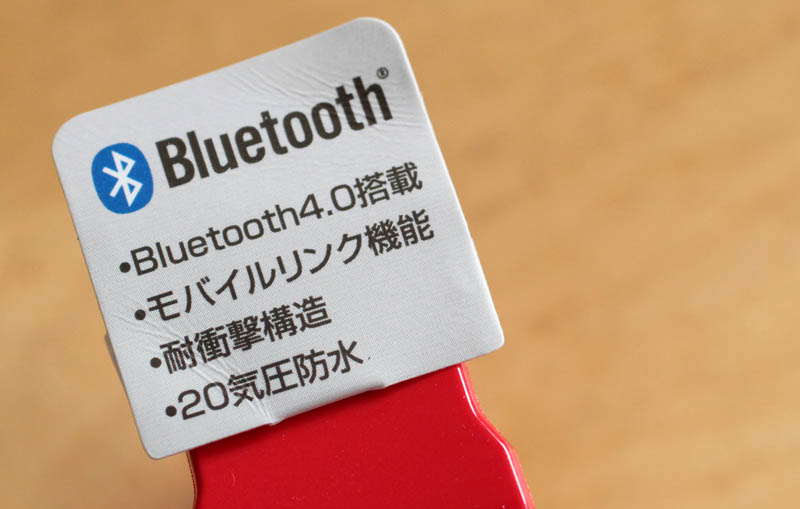 Bluetooth®
•Bluetooth4.0搭載
•モバイルリンク機能
•耐衝撃構造
•20気圧防水